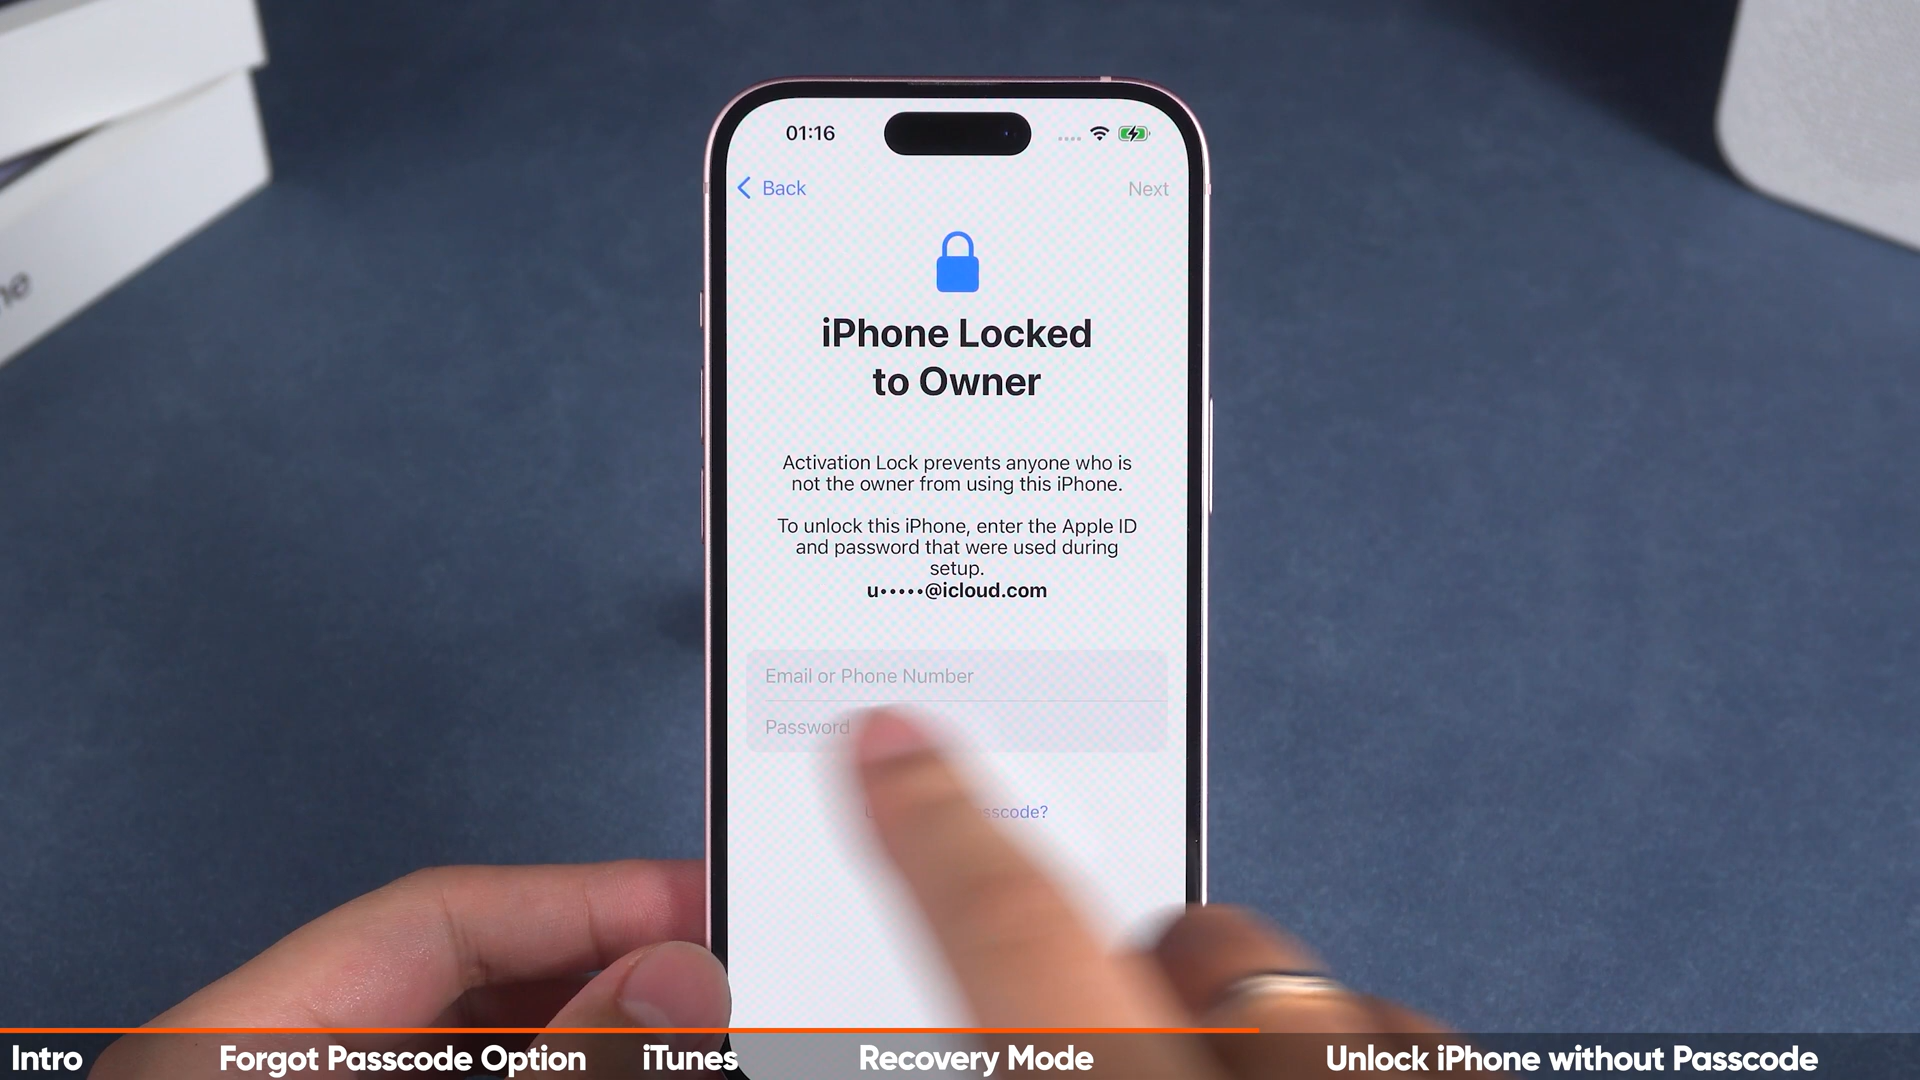 01:16
Back
Next
iPhone Locked
to Owner
Activation Lock prevents anyone who is
not the owner from using this iPhone.
To unlock this iPhone, enter the Apple ID
and password that were used during
setup.
u•••••@icloud.com
Email or Phone Number
Password
Intro
Forgot Passcode Option
iTunes
Recovery Mode
Unlock iPhone without Passcode